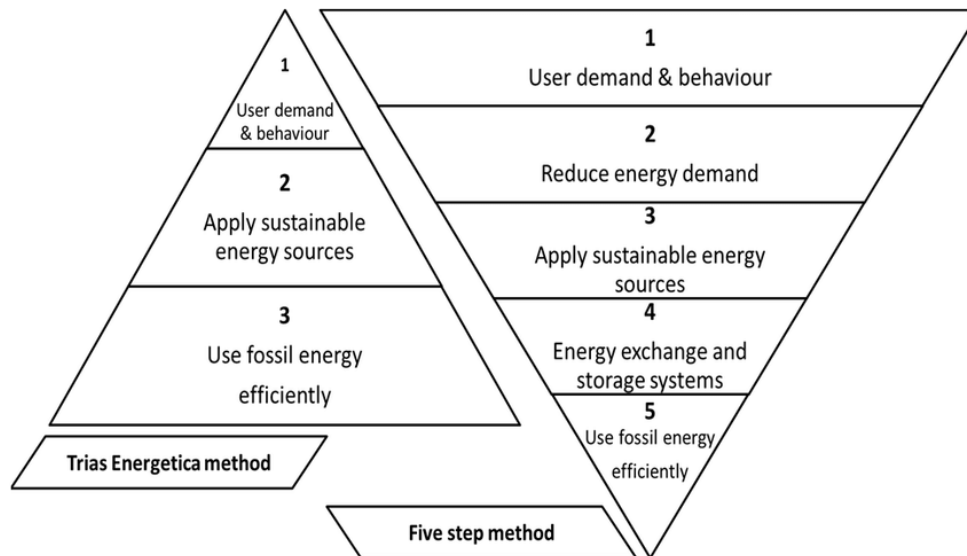 1
User demand
& behaviour
2
Apply sustainable
energy sources
3
Use fossil energy
efficiently
Trias Energetica method
1
User demand & behaviour
2
Reduce energy demand
3
Apply sustainable energy
sources
4
Energy exchange and
storage systems
5
Use fossil energy
efficiently
Five step method